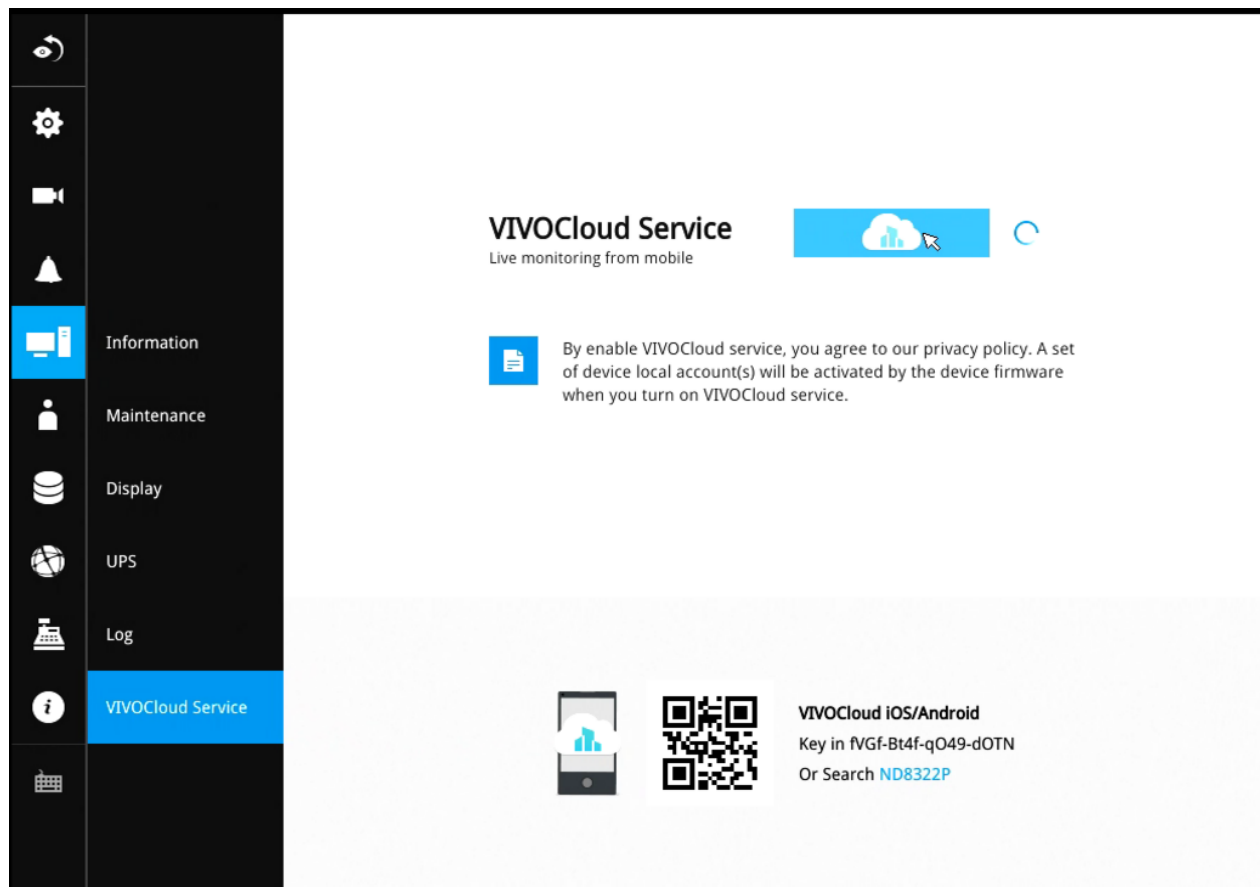 VIVOCloud Service
Live monitoring from mobile
Information
By enable VIVOCloud service, you agree to our privacy policy. A set
of device local account(s) will be activated by the device firmware
when you turn on VIVOCloud service.
Maintenance
Display
UPS
Log
VIVOCloud Service
VIVOCloud iOS/Android
Key in fVGf-Bt4f-qO49-dOTN
Or Search ND8322P